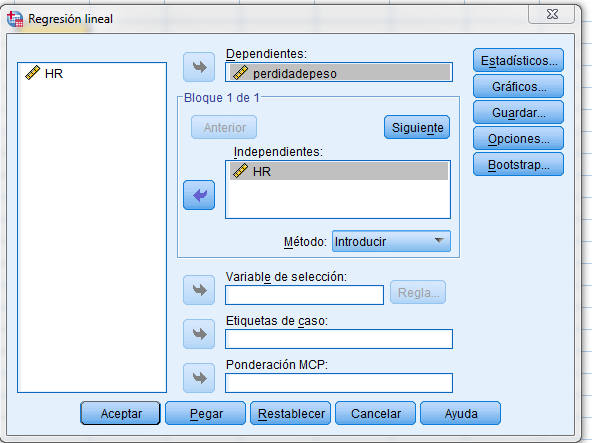 Regresión lineal
HR
Dependientes:
perdidadepeso
Bloque 1 de 1
Anterior
Siguiente
Independientes:
HR
Método:
Introducir
Variable de selección:
Regla...
Etiquetas de caso:
Ponderación MCP:
Estadísticos...
Gráficos...
Guardar...
Opciones...
Bootstrap...
Aceptar
Pegar
Restablecer
Cancelar
Ayuda